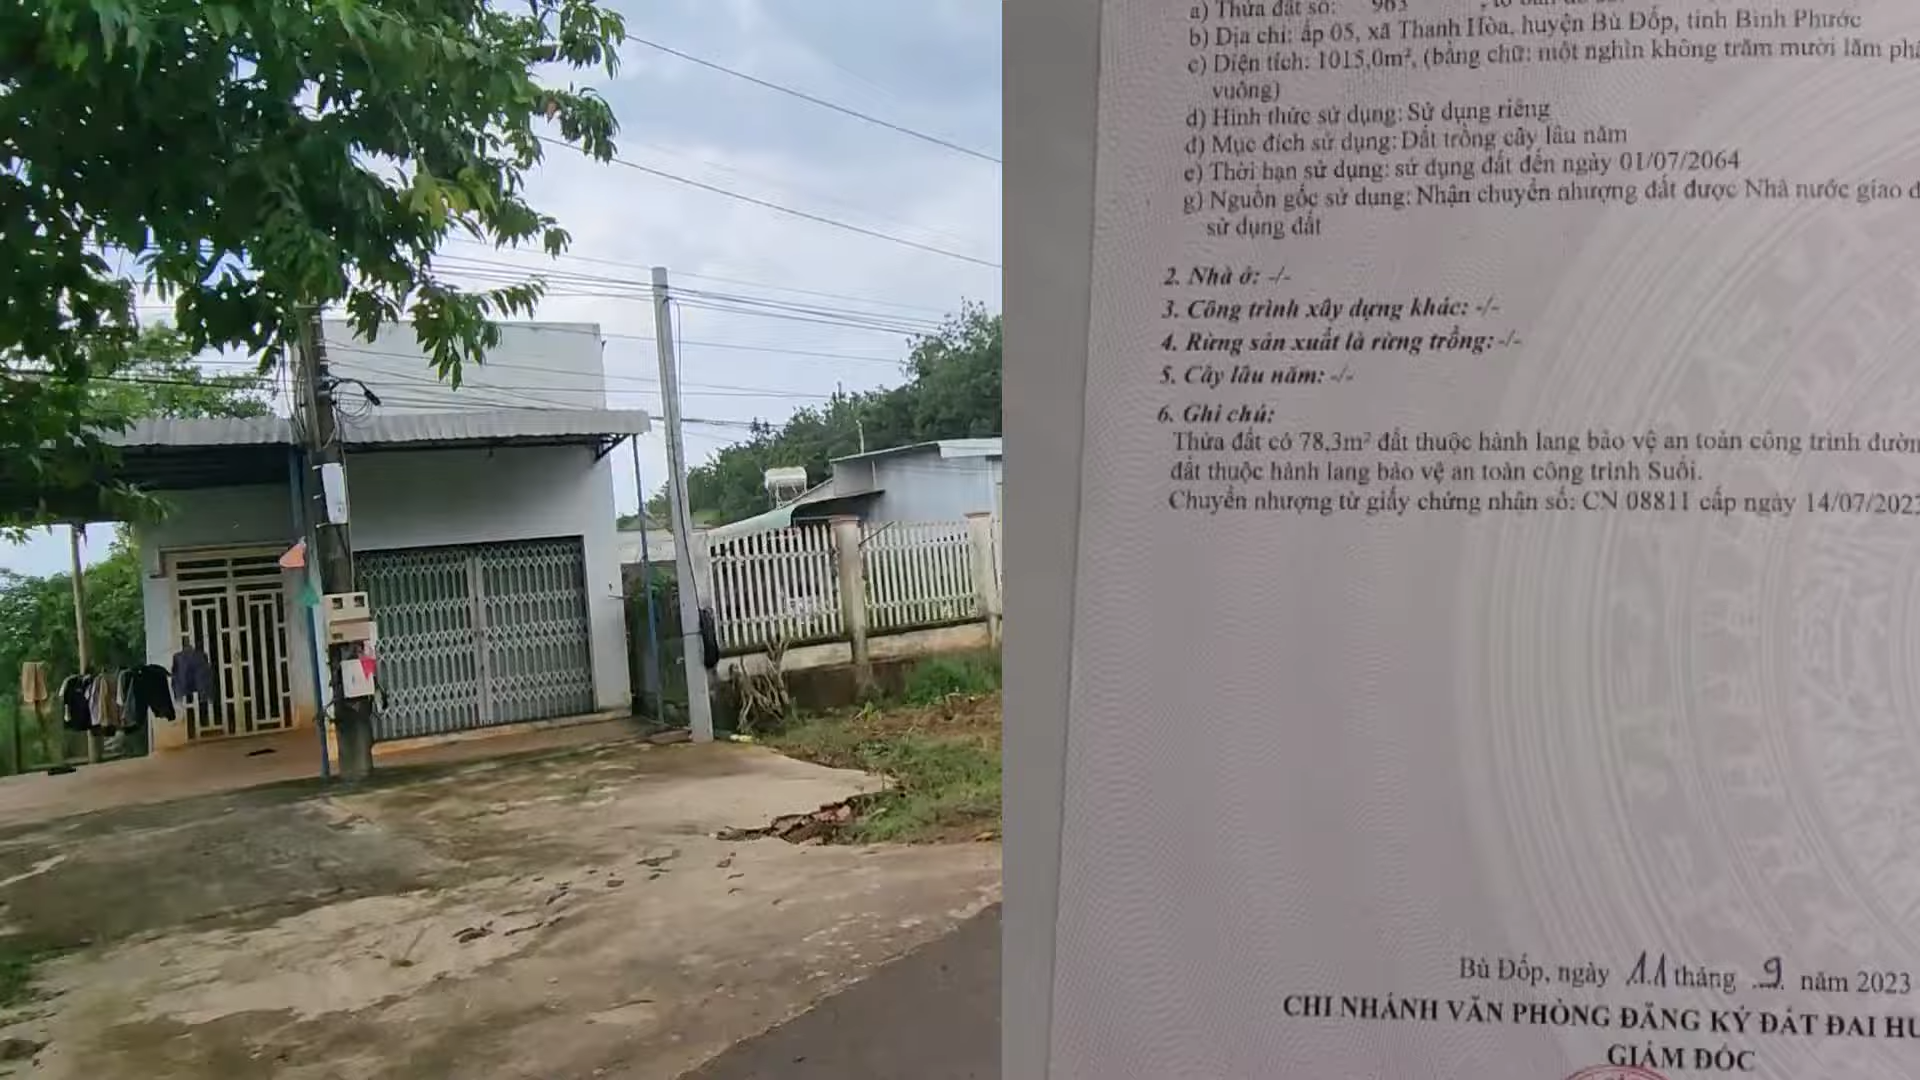 a) Thửa đất số: 963
b) Địa chỉ: ấp 05, xã Thanh Hòa, huyện Bù Đốp, tỉnh Bình Phước
c) Diện tích: 1015,0m², (bằng chữ: một nghìn không trăm mười lăm
vuông)
d) Hình thức sử dụng: Sử dụng riêng
đ) Mục đích sử dụng: Đất trồng cây lâu năm
e) Thời hạn sử dụng: sử dụng đất đến ngày 01/07/2064
g) Nguồn gốc sử dụng: Nhận chuyển nhượng đất được Nhà nước giao
sử dụng đất
2. Nhà ở: -/-
3. Công trình xây dựng khác: -/-
4. Rừng sản xuất là rừng trồng: -/-
5. Cây lâu năm: -/-
6. Ghi chú:
Thửa đất có 78,3m² đất thuộc hành lang bảo vệ an toàn công trình
đất thuộc hành lang bảo vệ an toàn công trình Suối.
Chuyển nhượng từ giấy chứng nhận số: CN 08811 cấp ngày
Bù Đốp, ngày 11 tháng 9 năm 2023
CHI NHÁNH VĂN PHÒNG ĐĂNG KÝ ĐẤT ĐAI
GIÁM ĐỐC